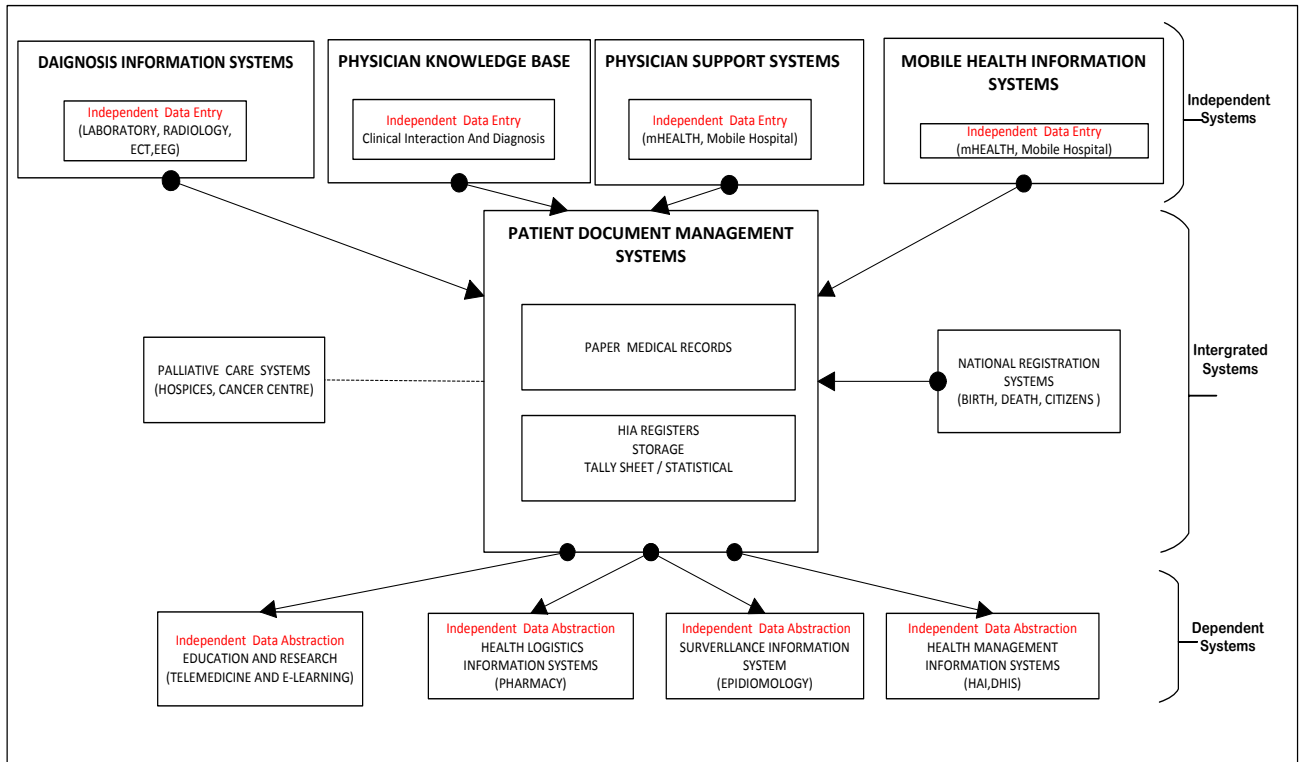 DAIGNOSIS INFORMATION SYSTEMS
Independent Data Entry
(LABORATORY, RADIOLOGY,
ECT,EEG)
PHYSICIAN KNOWLEDGE BASE
Independent Data Entry
Clinical Interaction And Diagnosis
PHYSICIAN SUPPORT SYSTEMS
Independent Data Entry
(mHEALTH, Mobile Hospital)
MOBILE HEALTH INFORMATION
SYSTEMS
Independent Data Entry
(mHEALTH, Mobile Hospital)
Independent
Systems
PATIENT DOCUMENT MANAGEMENT
SYSTEMS
PAPER MEDICAL RECORDS
HIA REGISTERS
STORAGE
TALLY SHEET / STATISTICAL
PALLIATIVE CARE SYSTEMS
(HOSPICES, CANCER CENTRE)
NATIONAL REGISTRATION
SYSTEMS
(BIRTH, DEATH, CITIZENS )
Intergrated
Systems
Independent Data Abstraction
EDUCATION AND RESEARCH
(TELEMEDICINE AND E-LEARNING)
Independent Data Abstraction
HEALTH LOGISTICS
INFORMATION SYSTEMS
(PHARMACY)
Independent Data Abstraction
SURVERLLANCE INFORMATION
SYSTEM
(EPIDIOMOLOGY)
Independent Data Abstraction
HEALTH MANAGEMENT
INFORMATION SYSTEMS
(HAI,DHIS)
Dependent
Systems